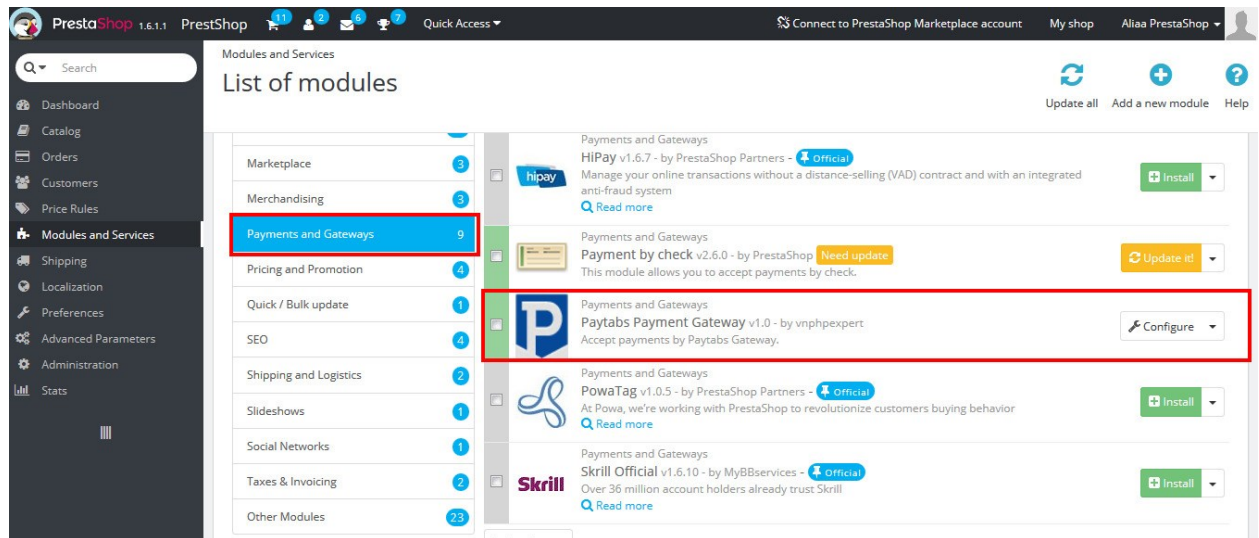 PrestaShop 1.6.1.1 PrestShop 11 2 6 7 Quick Access Connect to PrestaShop Marketplace account My shop Aliaa PrestaShop
Search
Dashboard
Catalog
Orders
Customers
Price Rules
Modules and Services
Shipping
Localization
Preferences
Advanced Parameters
Administration
Stats
Modules and Services
List of modules
Update all Add a new module Help
Marketplace 3
Merchandising 3
Payments and Gateways 9
Pricing and Promotion 4
Quick / Bulk update 1
SEO 4
Shipping and Logistics 2
Slideshows 1
Social Networks 1
Taxes & Invoicing 2
Other Modules 23
Payments and Gateways
hipay
HiPay v1.6.7 - by PrestaShop Partners - Official
Manage your online transactions without a distance-selling (VAD) contract and with an integrated
anti-fraud system
Read more
Install
Payments and Gateways
Payment by check v2.6.0 - by PrestaShop Need update
This module allows you to accept payments by check.
Update it!
Payments and Gateways
P
Paytabs Payment Gateway v1.0 - by vnphpexpert
Accept payments by Paytabs Gateway.
Configure
Payments and Gateways
PowaTag v1.0.5 - by PrestaShop Partners - Official
At Powa, we're working with PrestaShop to revolutionize customers buying behavior
Read more
Install
Payments and Gateways
Skrill
Skrill Official v1.6.10 - by MyBBservices - Official
Over 36 million account holders already trust Skrill
Read more
Install